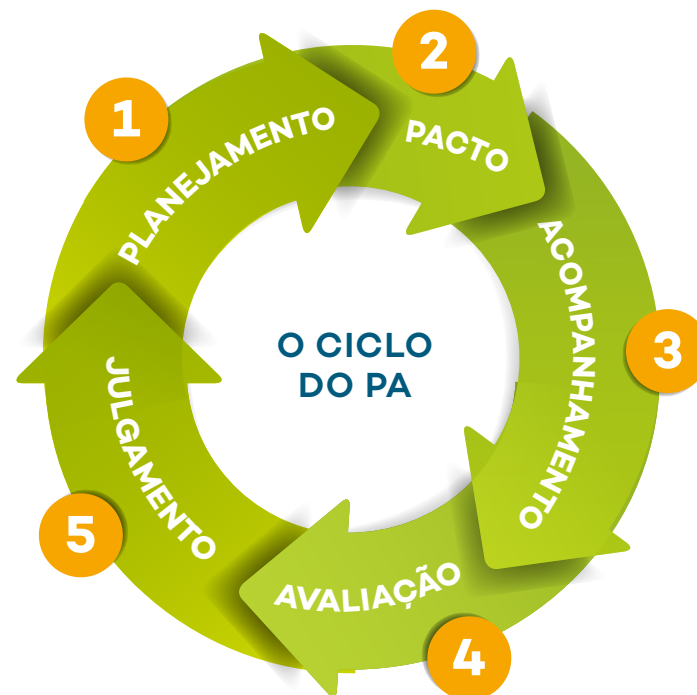 O CICLO
DO PA
1
PLANEJAMENTO
2
PACTO
3
ACOMPANHAMENTO
4
AVALIAÇÃO
5
JULGAMENTO